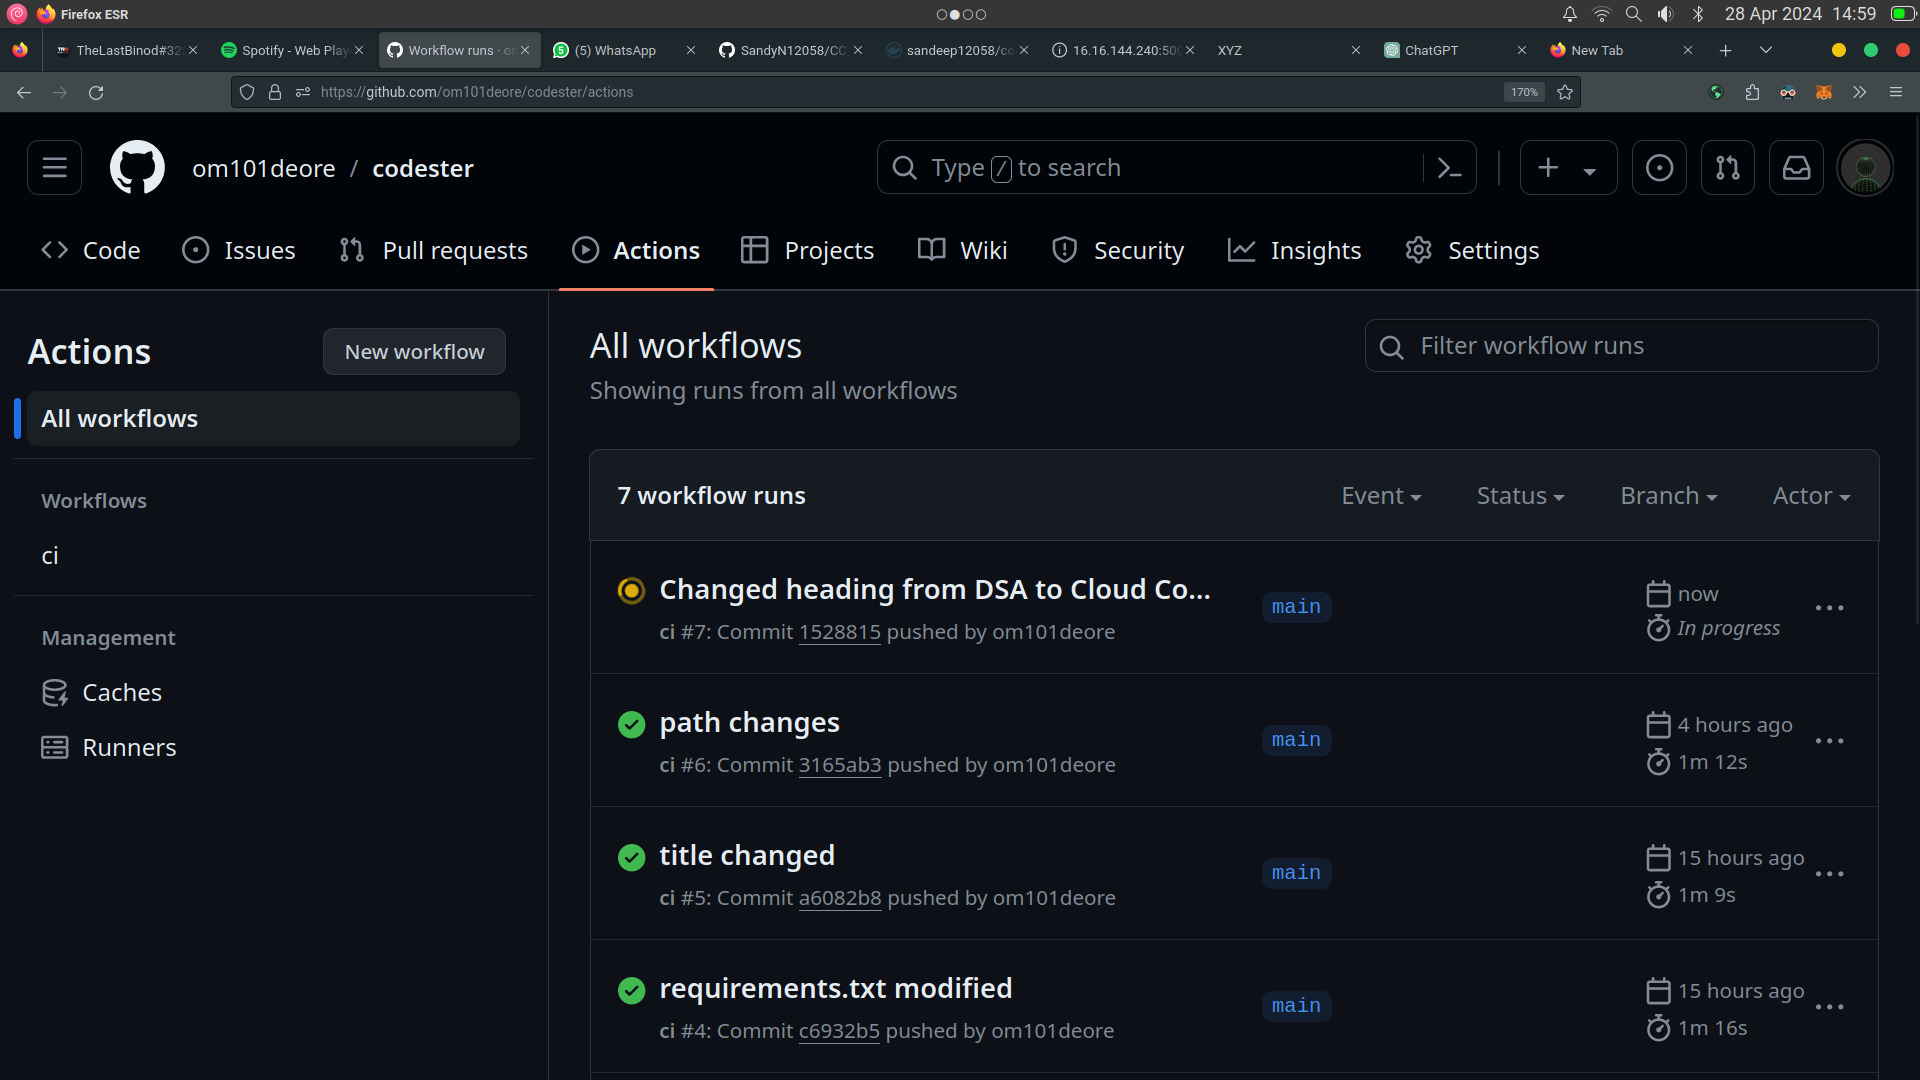 Firefox ESR
28 Apr 2024 14:59
TheLastBinod#32
Spotify - Web Play
Workflow runs · o
(5) WhatsApp
SandyN12058/CC
sandeep12058/co
16.16.144.240:500
XYZ
ChatGPT
New Tab
https://github.com/om101deore/codester/actions
170%
om101deore / codester
Type / to search
Code
Issues
Pull requests
Actions
Projects
Wiki
Security
Insights
Settings
Actions
New workflow
All workflows
Workflows
ci
Management
Caches
Runners
All workflows
Showing runs from all workflows
Filter workflow runs
7 workflow runs
Event
Status
Branch
Actor
Changed heading from DSA to Cloud Co...
ci #7: Commit 1528815 pushed by om101deore
main
now
In progress
path changes
ci #6: Commit 3165ab3 pushed by om101deore
main
4 hours ago
1m 12s
title changed
ci #5: Commit a6082b8 pushed by om101deore
main
15 hours ago
1m 9s
requirements.txt modified
ci #4: Commit c6932b5 pushed by om101deore
main
15 hours ago
1m 16s